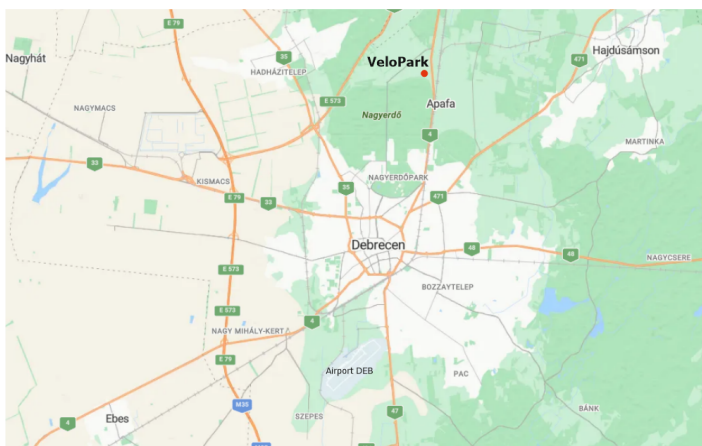 E 79
4
Nagyhát
35
Hajdúsámson
HADHÁZITELEP
VeloPark
471
E 573
NAGYMACS
Apafa
Nagyerdő
4
MARTINKA
33
KISMACS
NAGYERDŐPARK
E 79
35
471
33
Debrecen
48
48
NAGYCSERE
E 573
BOZZAYTELEP
E 573
4
NAGY MIHÁLY-KERT
E 79
Airport DEB
PAC
M35
47
BÁNK
SZEPES
Ebes
4